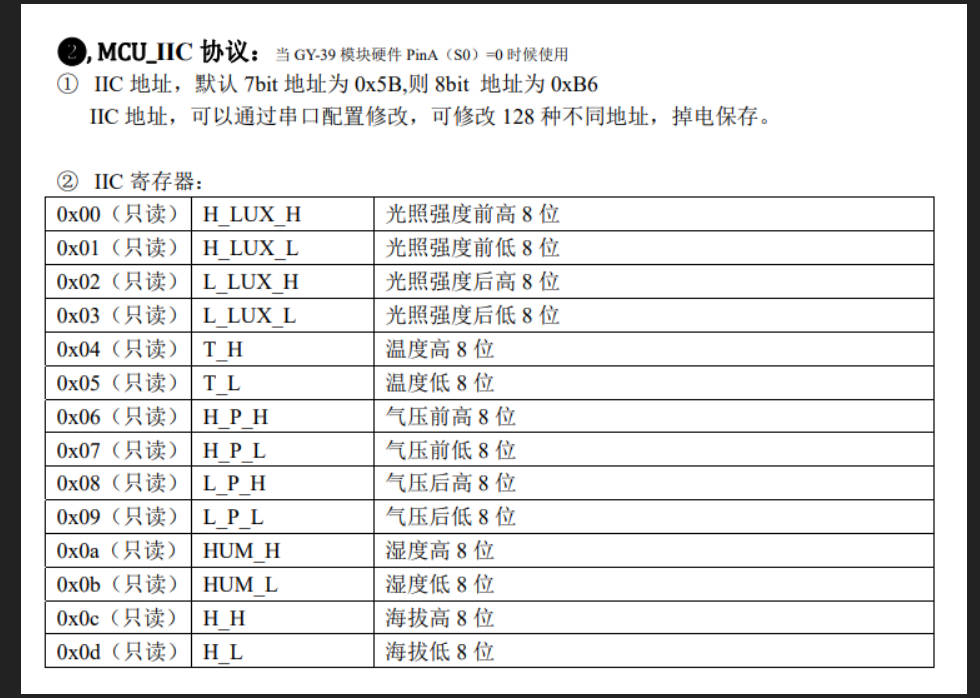 ❷, MCU_IIC 协议：当 GY-39 模块硬件 PinA（S0）=0 时候使用
① IIC 地址，默认 7bit 地址为 0x5B,则 8bit 地址为 0xB6
IIC 地址，可以通过串口配置修改，可修改 128 种不同地址，掉电保存。
② IIC 寄存器：
0x00（只读） H_LUX_H 光照强度前高 8 位
0x01（只读） H_LUX_L 光照强度前低 8 位
0x02（只读） L_LUX_H 光照强度后高 8 位
0x03（只读） L_LUX_L 光照强度后低 8 位
0x04（只读） T_H 温度高 8 位
0x05（只读） T_L 温度低 8 位
0x06（只读） H_P_H 气压前高 8 位
0x07（只读） H_P_L 气压前低 8 位
0x08（只读） L_P_H 气压后高 8 位
0x09（只读） L_P_L 气压后低 8 位
0x0a（只读） HUM_H 湿度高 8 位
0x0b（只读） HUM_L 湿度低 8 位
0x0c（只读） H_H 海拔高 8 位
0x0d（只读） H_L 海拔低 8 位